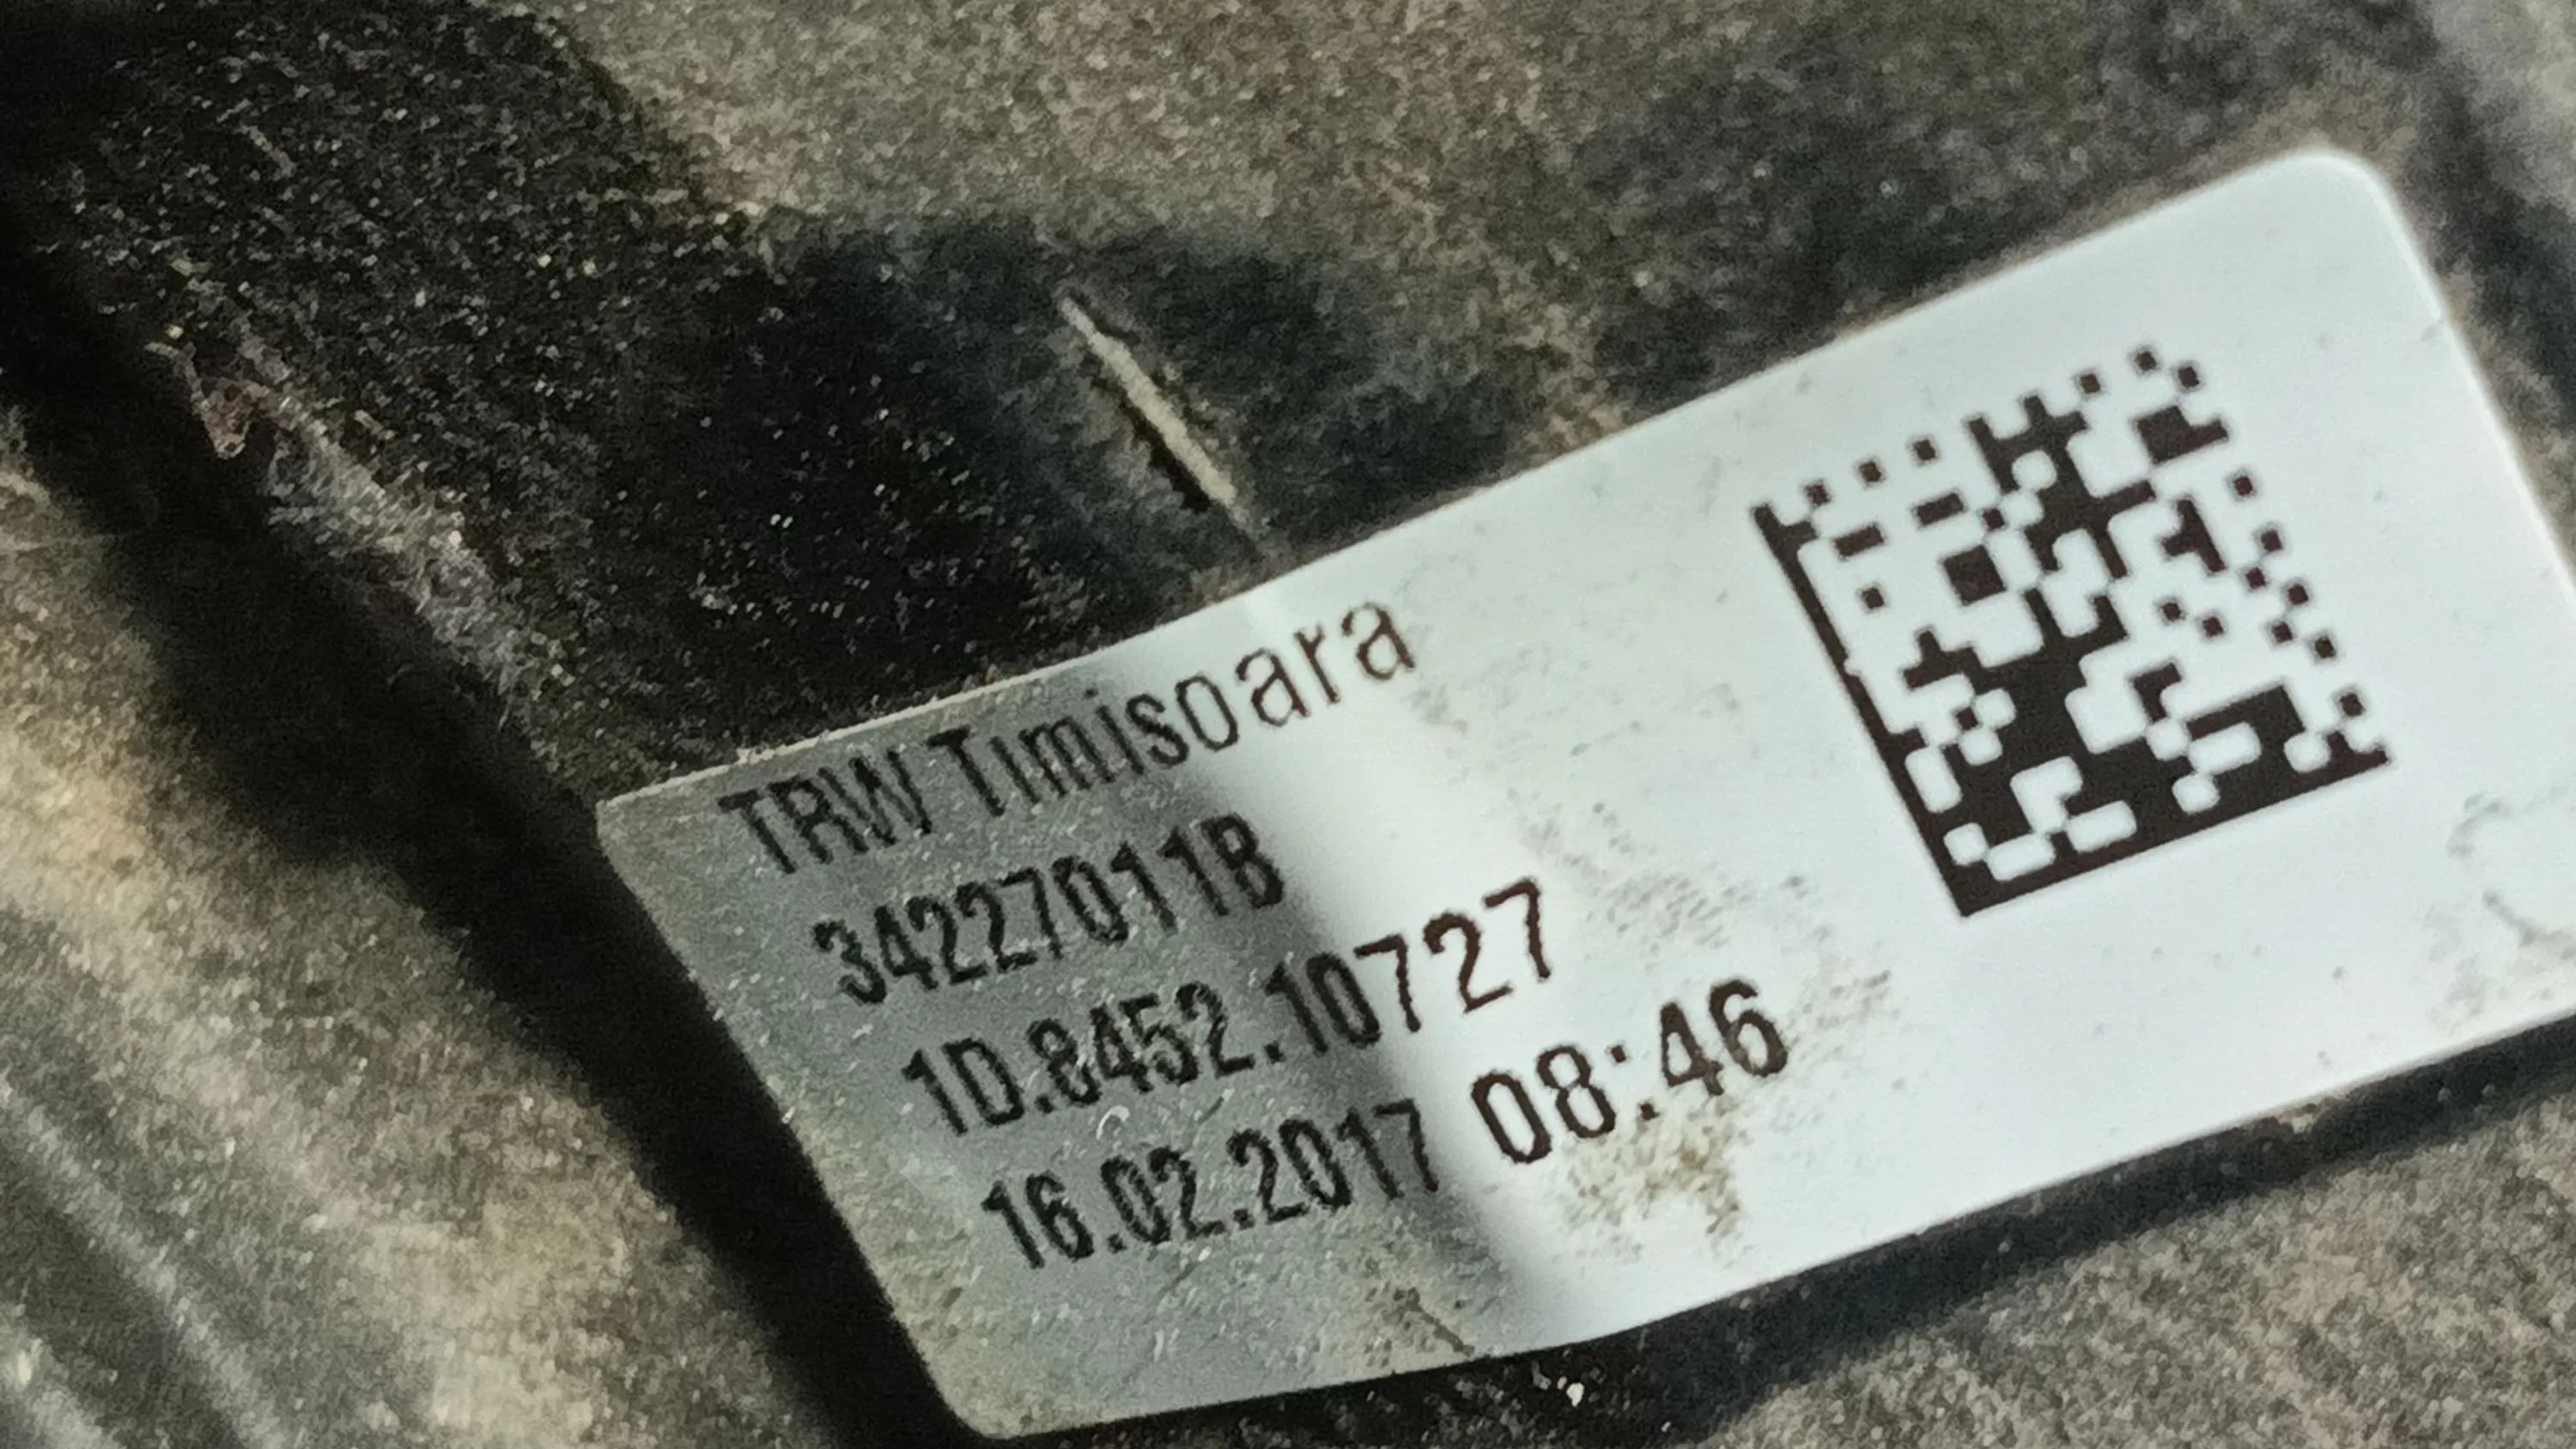 TRW Timisoara
34227011B
1D.8452.10727
16.02.2017 08:46